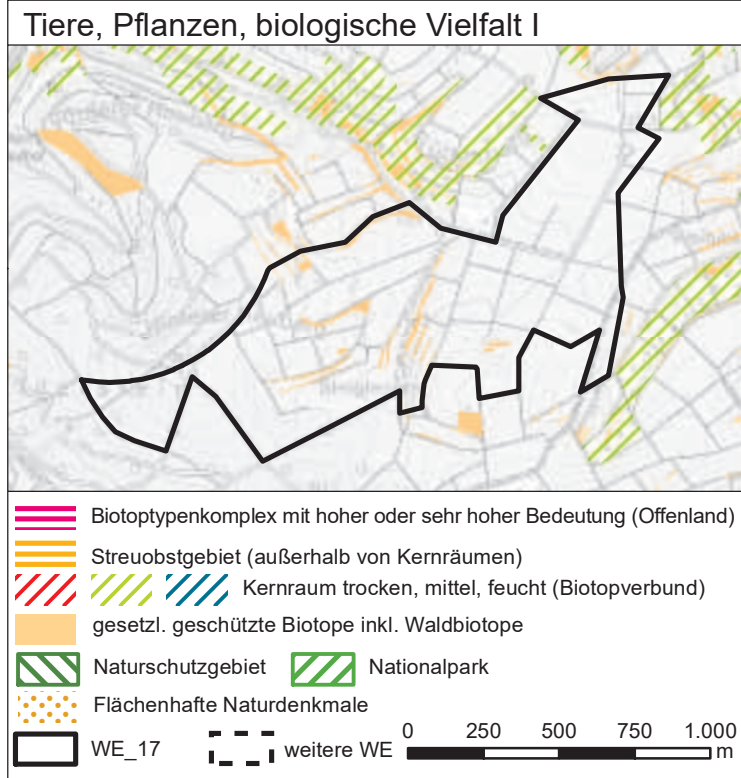 Tiere, Pflanzen, biologische Vielfalt I
Biotoptypenkomplex mit hoher oder sehr hoher Bedeutung (Offenland)
Streuobstgebiet (außerhalb von Kernräumen)
Kernraum trocken, mittel, feucht (Biotopverbund)
gesetzl. geschützte Biotope inkl. Waldbiotope
Naturschutzgebiet Nationalpark
Flächenhafte Naturdenkmale
0 250 500 750 1.000
WE_17 weitere WE m